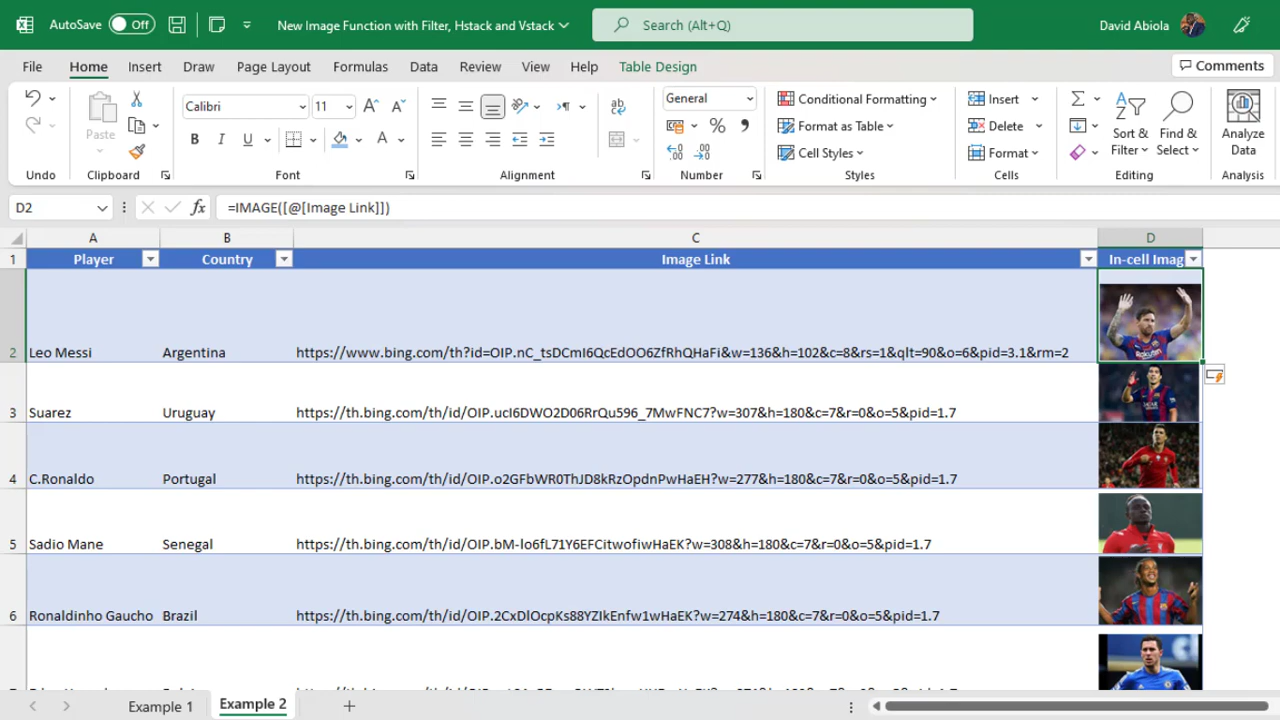 AutoSave Off New Image Function with Filter, Hstack and Vstack Search (Alt+Q) David Abiola
File Home Insert Draw Page Layout Formulas Data Review View Help Table Design Comments
Calibri 11 General Conditional Formatting Insert
Paste Format as Table Delete Sort & Filter Find & Select Analyze Data
B I U A Cell Styles Format
Undo Clipboard Font Alignment Number Styles Cells Editing Analysis
D2 fx =IMAGE([@[Image Link]])
A B C D
1 Player Country Image Link In-cell Imag
2 Leo Messi Argentina https://www.bing.com/th?id=OIP.nC_tsDCmI6QcEdOO6ZfRhQHaFi&w=136&h=102&c=8&rs=1&qlt=90&o=6&pid=3.1&rm=2
3 Suarez Uruguay https://th.bing.com/th/id/OIP.ucI6DWO2D06RrQu596_7MwFNC7?w=307&h=180&c=7&r=0&o=5&pid=1.7
4 C.Ronaldo Portugal https://th.bing.com/th/id/OIP.o2GFbWR0ThJD8kRzOpdnPwHaEH?w=277&h=180&c=7&r=0&o=5&pid=1.7
5 Sadio Mane Senegal https://th.bing.com/th/id/OIP.bM-lo6fL71Y6EFCitwofiwHaEK?w=308&h=180&c=7&r=0&o=5&pid=1.7
6 Ronaldinho Gaucho Brazil https://th.bing.com/th/id/OIP.2CxDlOcpKs88YZIkEnfw1wHaEK?w=274&h=180&c=7&r=0&o=5&pid=1.7
Example 1 Example 2